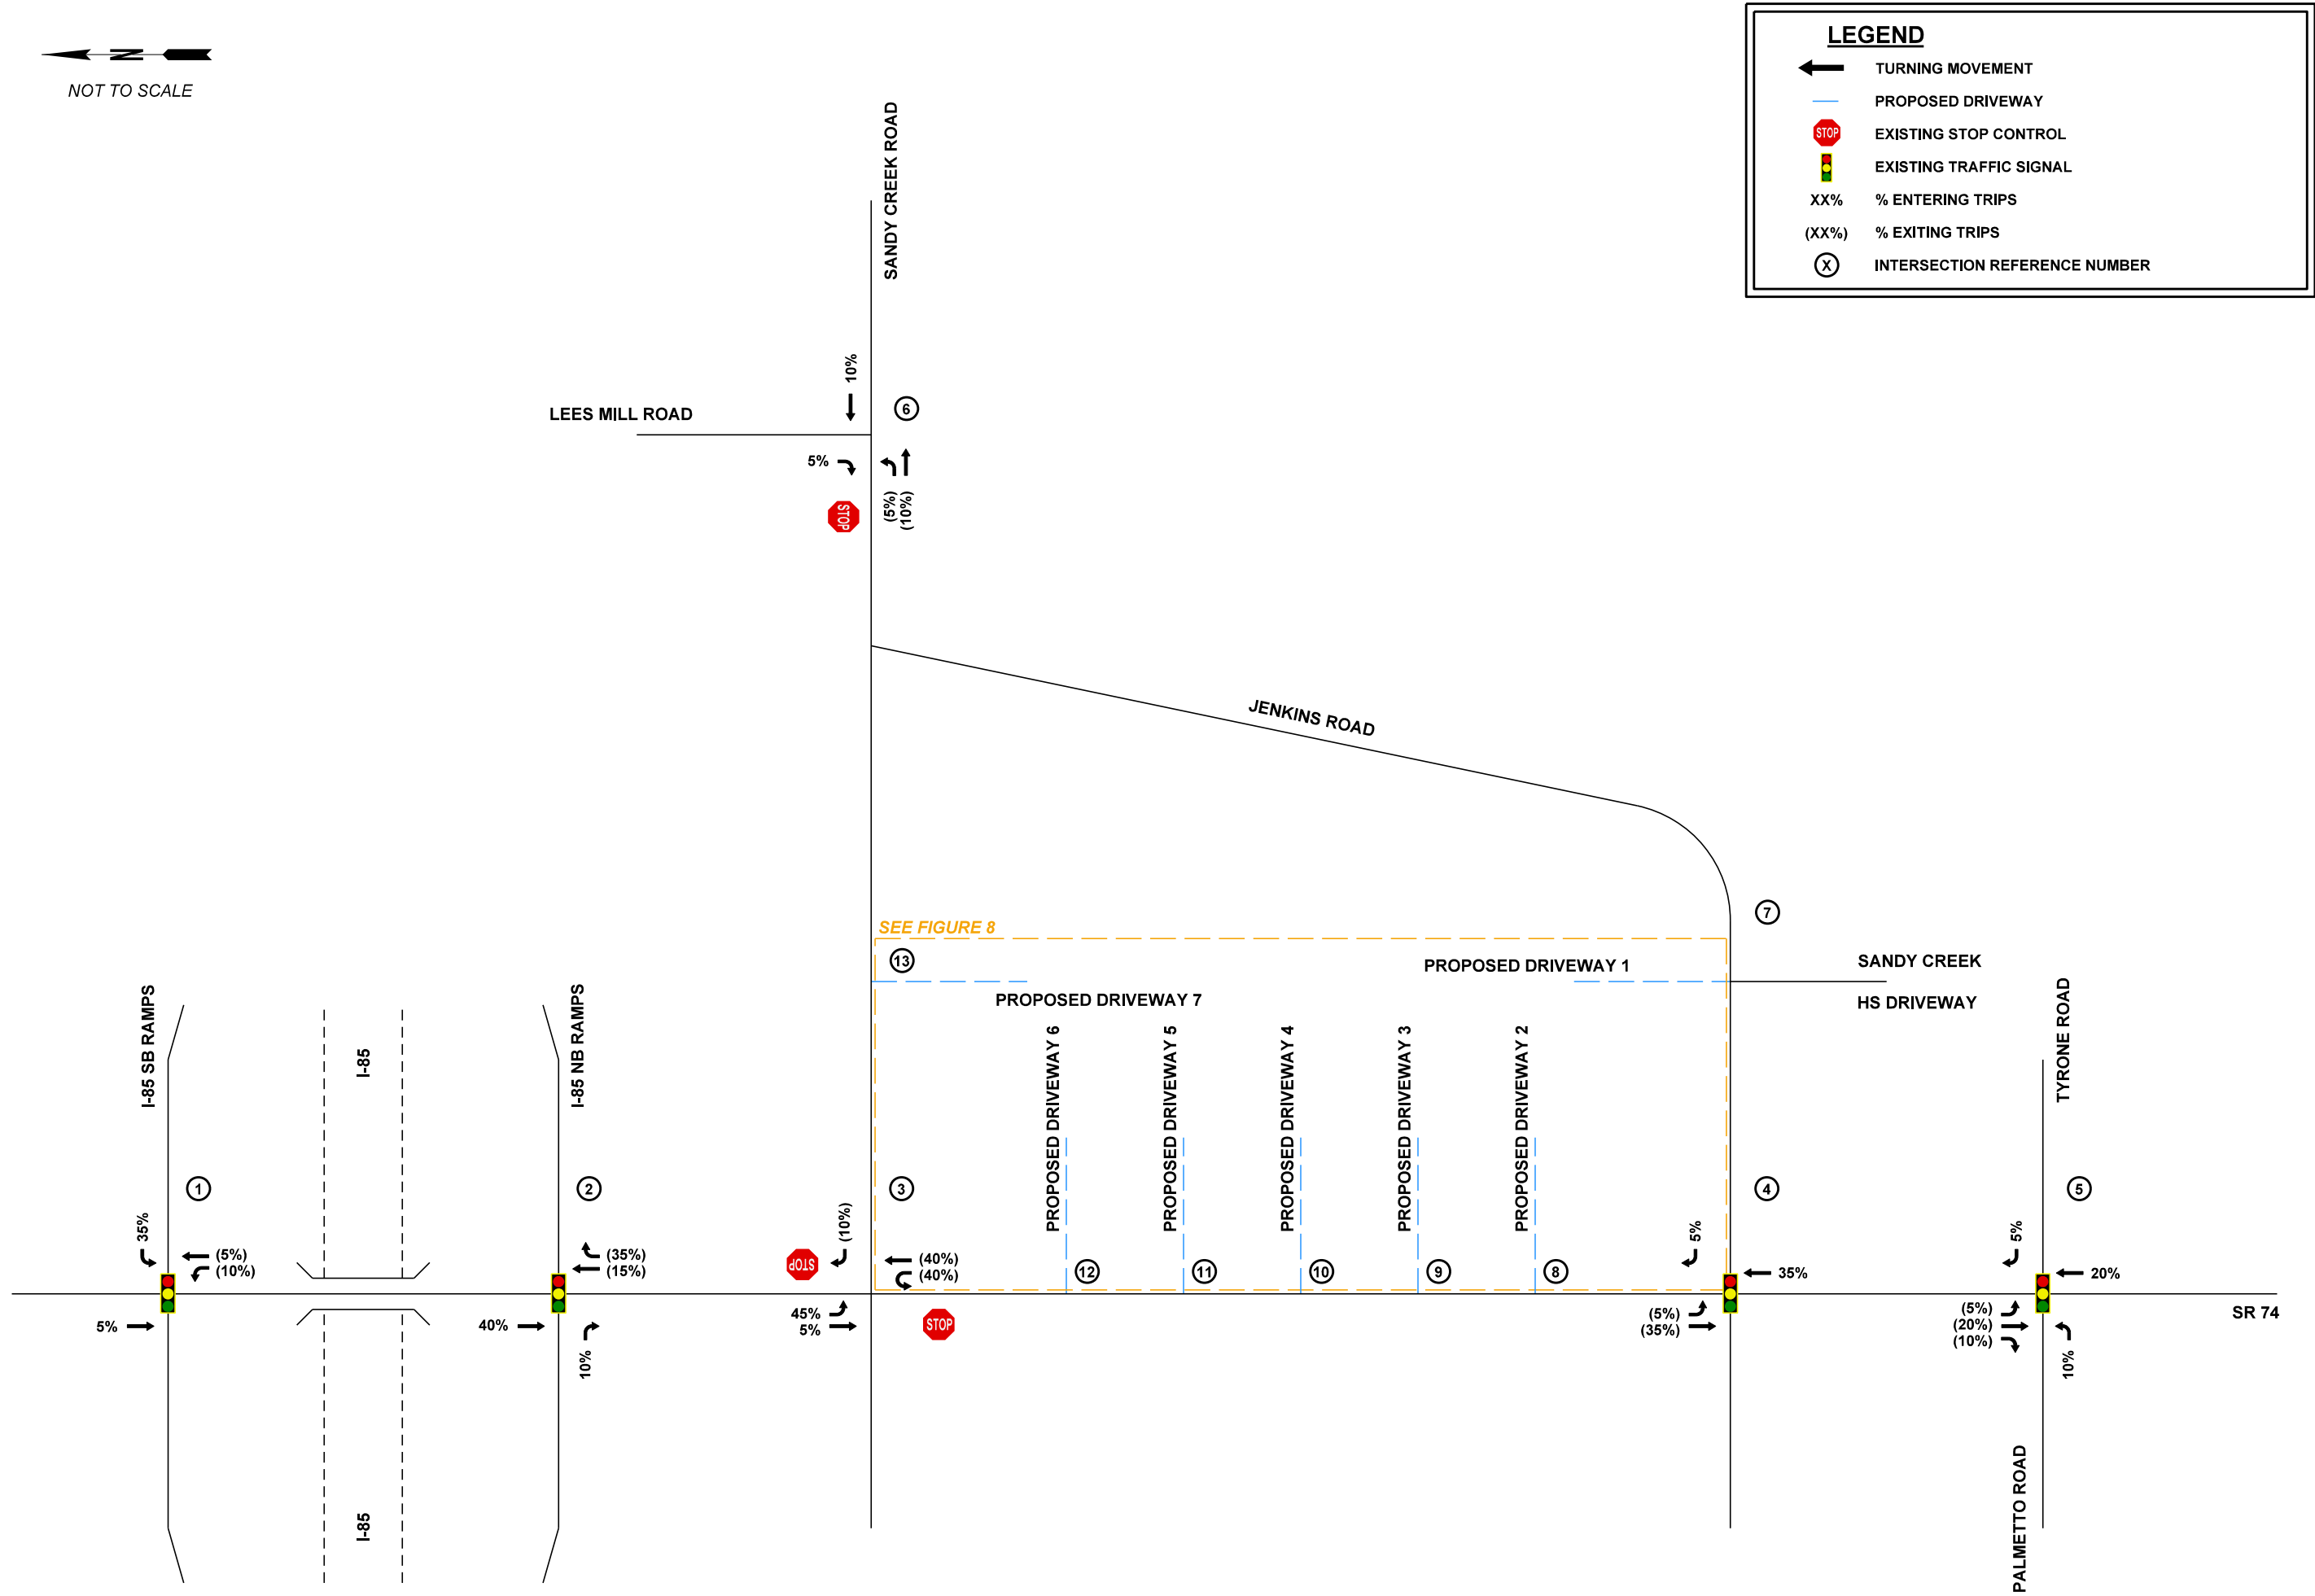 LEGEND
TURNING MOVEMENT
PROPOSED DRIVEWAY
STOP
EXISTING STOP CONTROL
EXISTING TRAFFIC SIGNAL
XX% % ENTERING TRIPS
(XX%) % EXITING TRIPS
X INTERSECTION REFERENCE NUMBER
N
NOT TO SCALE
SANDY CREEK ROAD
10%
6
LEES MILL ROAD
5%
(5%)
(10%)
STOP
JENKINS ROAD
7
SEE FIGURE 8
13
PROPOSED DRIVEWAY 7
PROPOSED DRIVEWAY 1
SANDY CREEK
HS DRIVEWAY
I-85 SB RAMPS
I-85
I-85 NB RAMPS
PROPOSED DRIVEWAY 6
PROPOSED DRIVEWAY 5
PROPOSED DRIVEWAY 4
PROPOSED DRIVEWAY 3
PROPOSED DRIVEWAY 2
TYRONE ROAD
1
2
3
4
5
35%
(5%)
(10%)
5%
(35%)
(15%)
40%
10%
(10%)
STOP
(40%)
(40%)
45%
5%
STOP
12
11
10
9
8
5%
35%
(5%)
(35%)
5%
20%
(5%)
(20%)
(10%)
10%
SR 74
I-85
PALMETTO ROAD